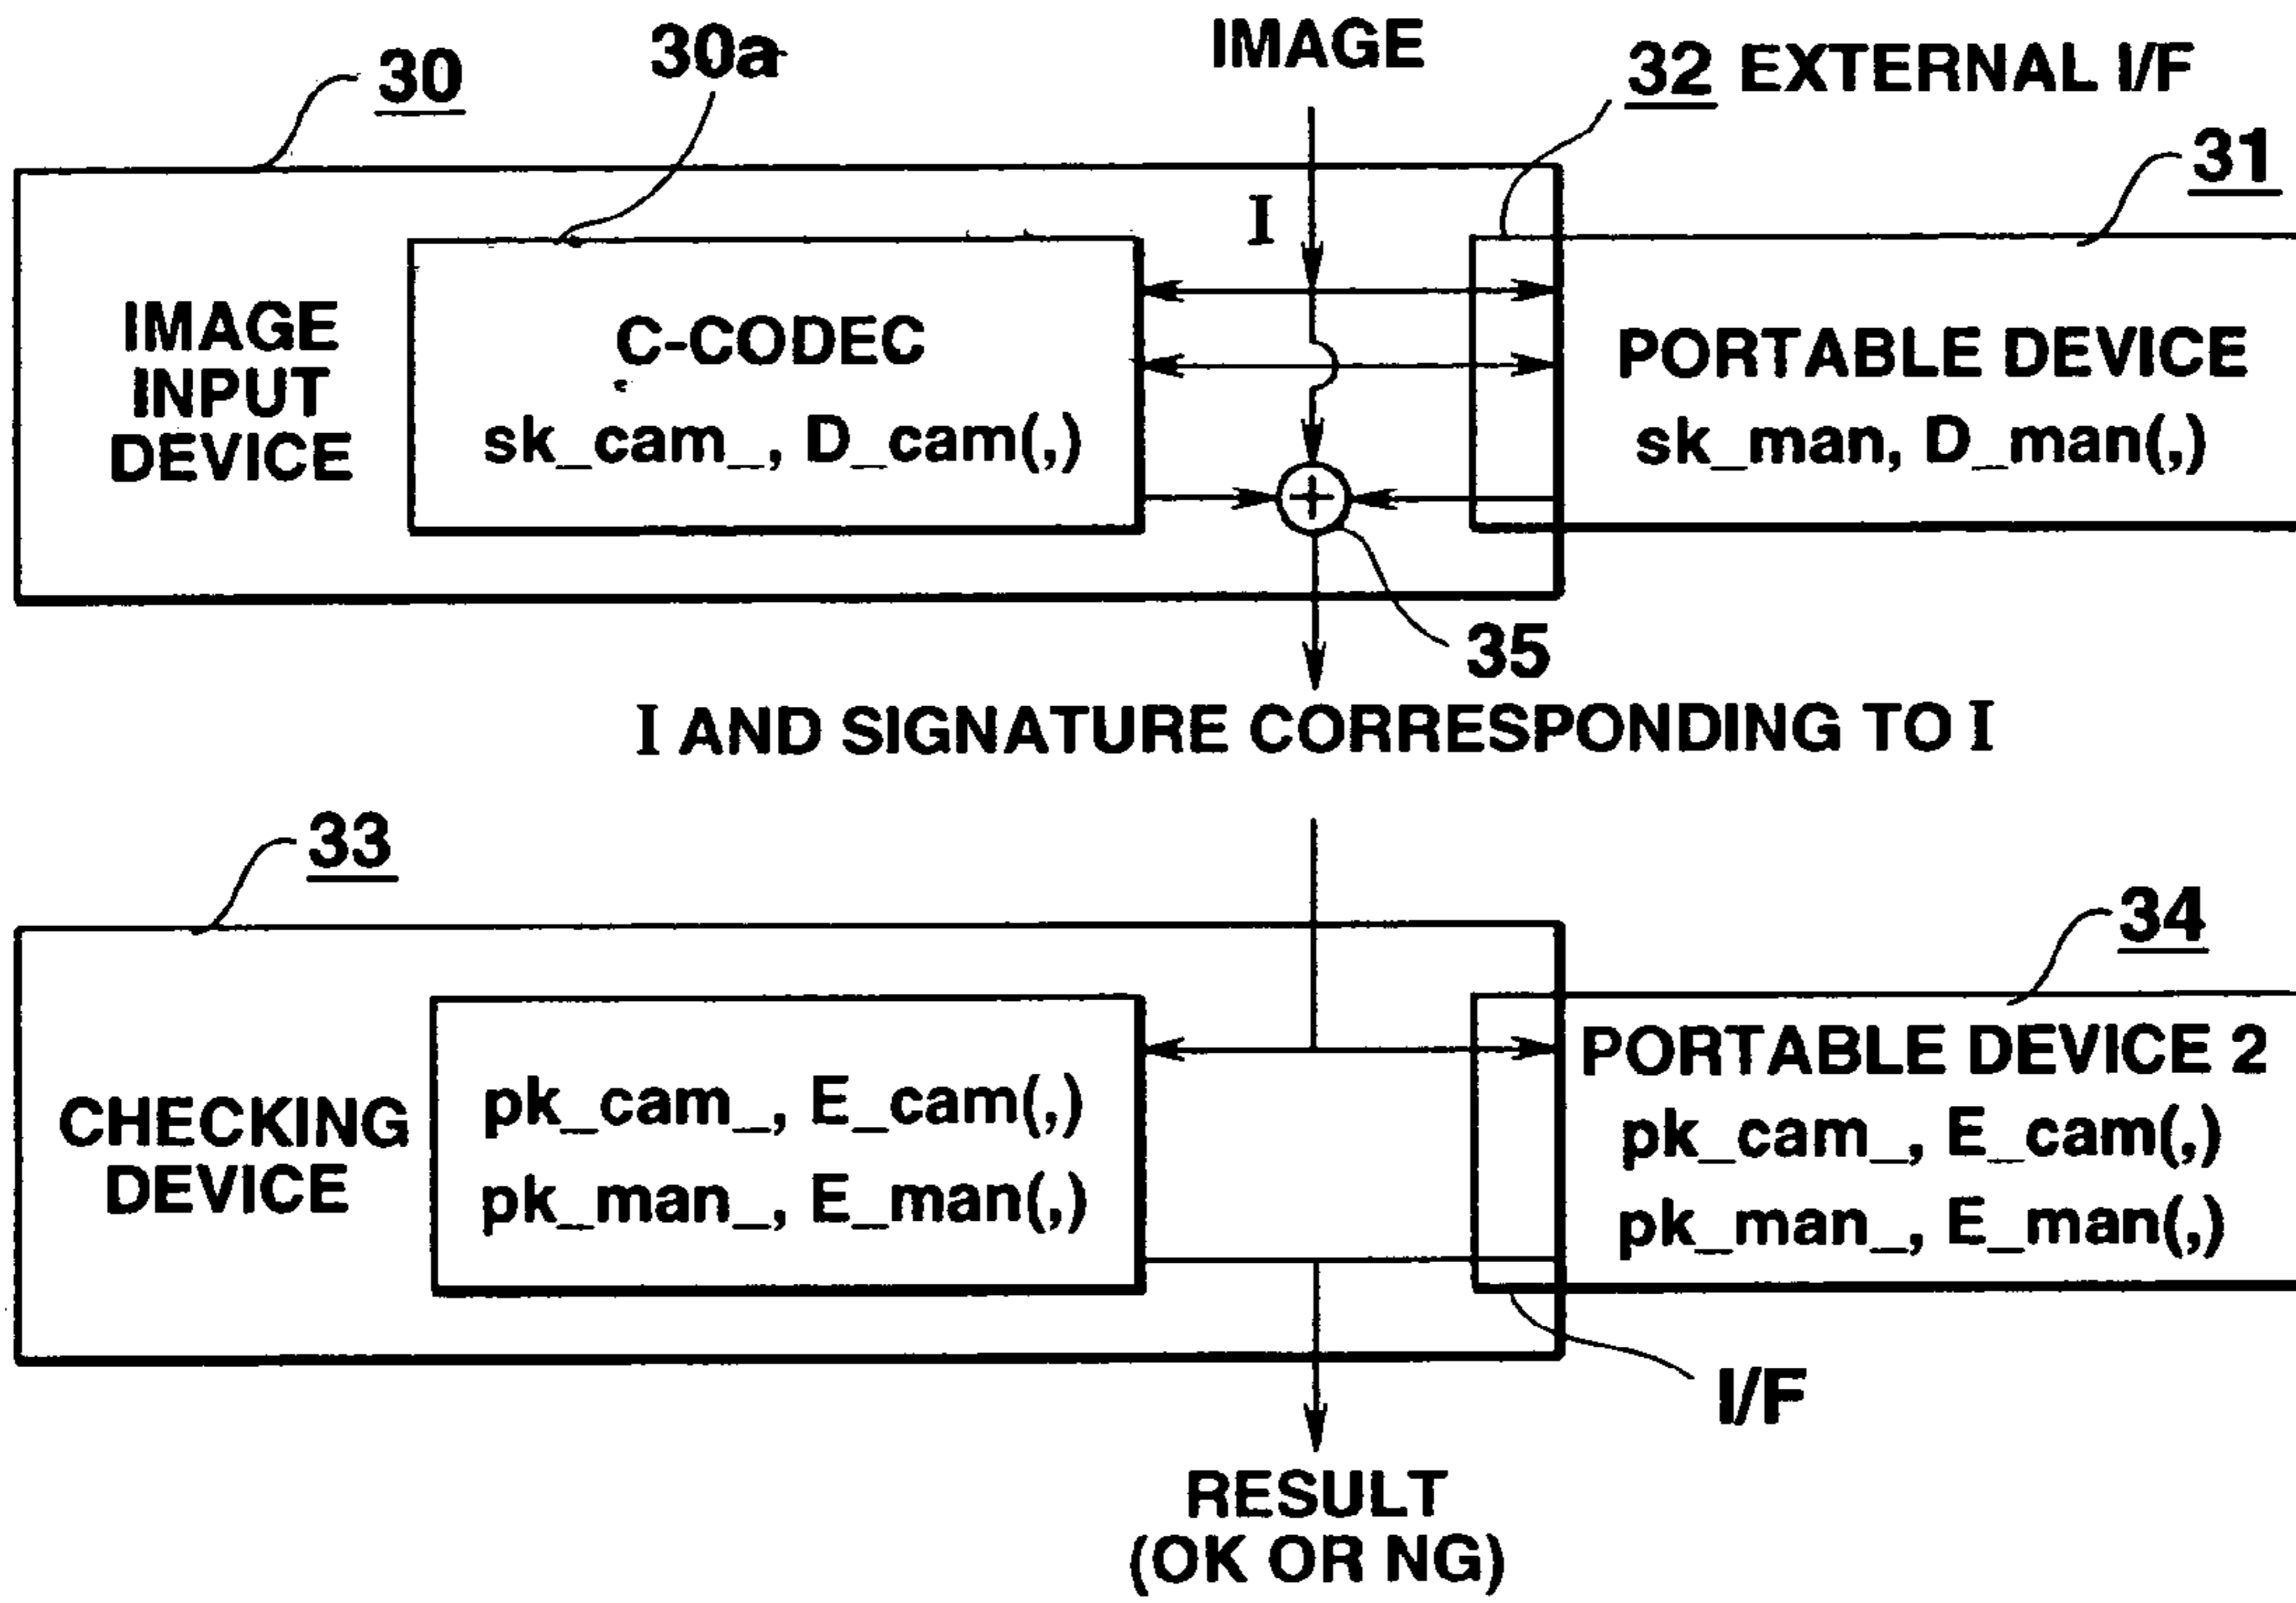 30
30a
IMAGE
32 EXTERNAL I/F
31
I
IMAGE
INPUT
DEVICE
C-CODEC
sk_cam_, D_cam(,)
PORTABLE DEVICE
sk_man, D_man(,)
35
I AND SIGNATURE CORRESPONDING TO I
33
34
CHECKING
DEVICE
pk_cam_, E_cam(,)
pk_man_, E_man(,)
PORTABLE DEVICE 2
pk_cam_, E_cam(,)
pk_man_, E_man(,)
I/F
RESULT
(OK OR NG)